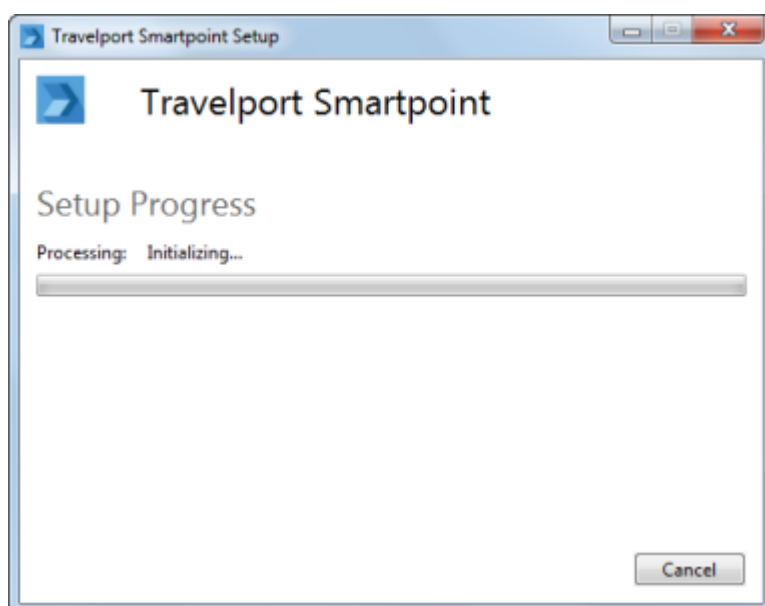 Travelport Smartpoint Setup
Travelport Smartpoint
Setup Progress
Processing: Initializing...
Cancel